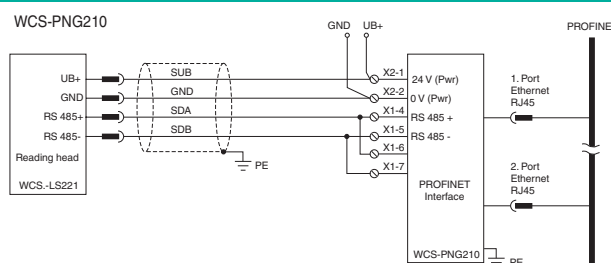 WCS-PNG210
GND UB+
PROFINE
UB+ SUB X2-1 24 V (Pwr)
GND GND X2-2 0 V (Pwr)
RS 485+ SDA X1-4 RS 485 +
RS 485- SDB X1-5 RS 485 -
X1-6
X1-7
Reading head
WCS.-LS221
PE
1. Port
Ethernet
RJ45
2. Port
Ethernet
RJ45
PROFINET
Interface
WCS-PNG210
PE